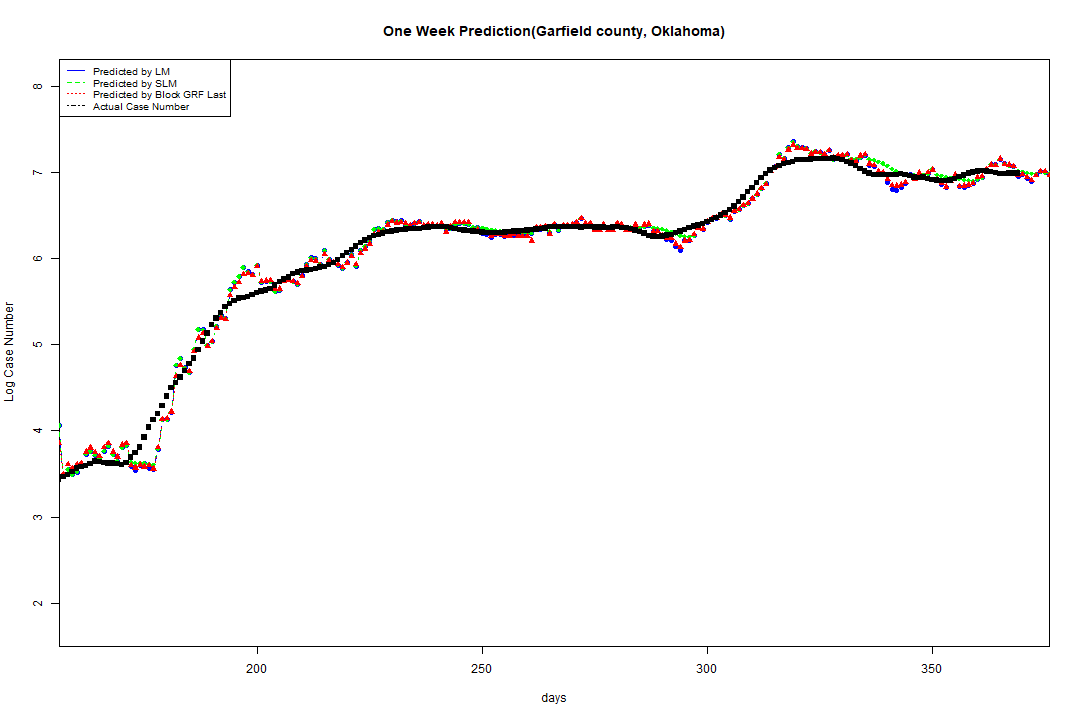 One Week Prediction(Garfield county, Oklahoma)
Predicted by LM
Predicted by SLM
Predicted by Block GRF Last
Actual Case Number
8
7
6
5
4
3
2
Log Case Number
200 250 300 350
days